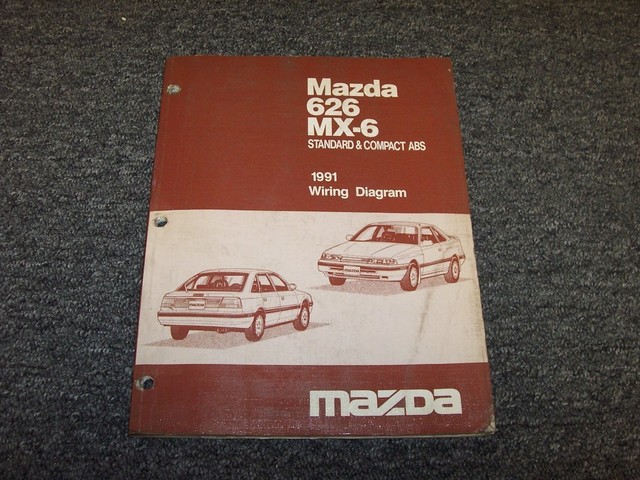 Mazda
626
MX-6
STANDARD & COMPACT ABS
1991
Wiring Diagram
mazda